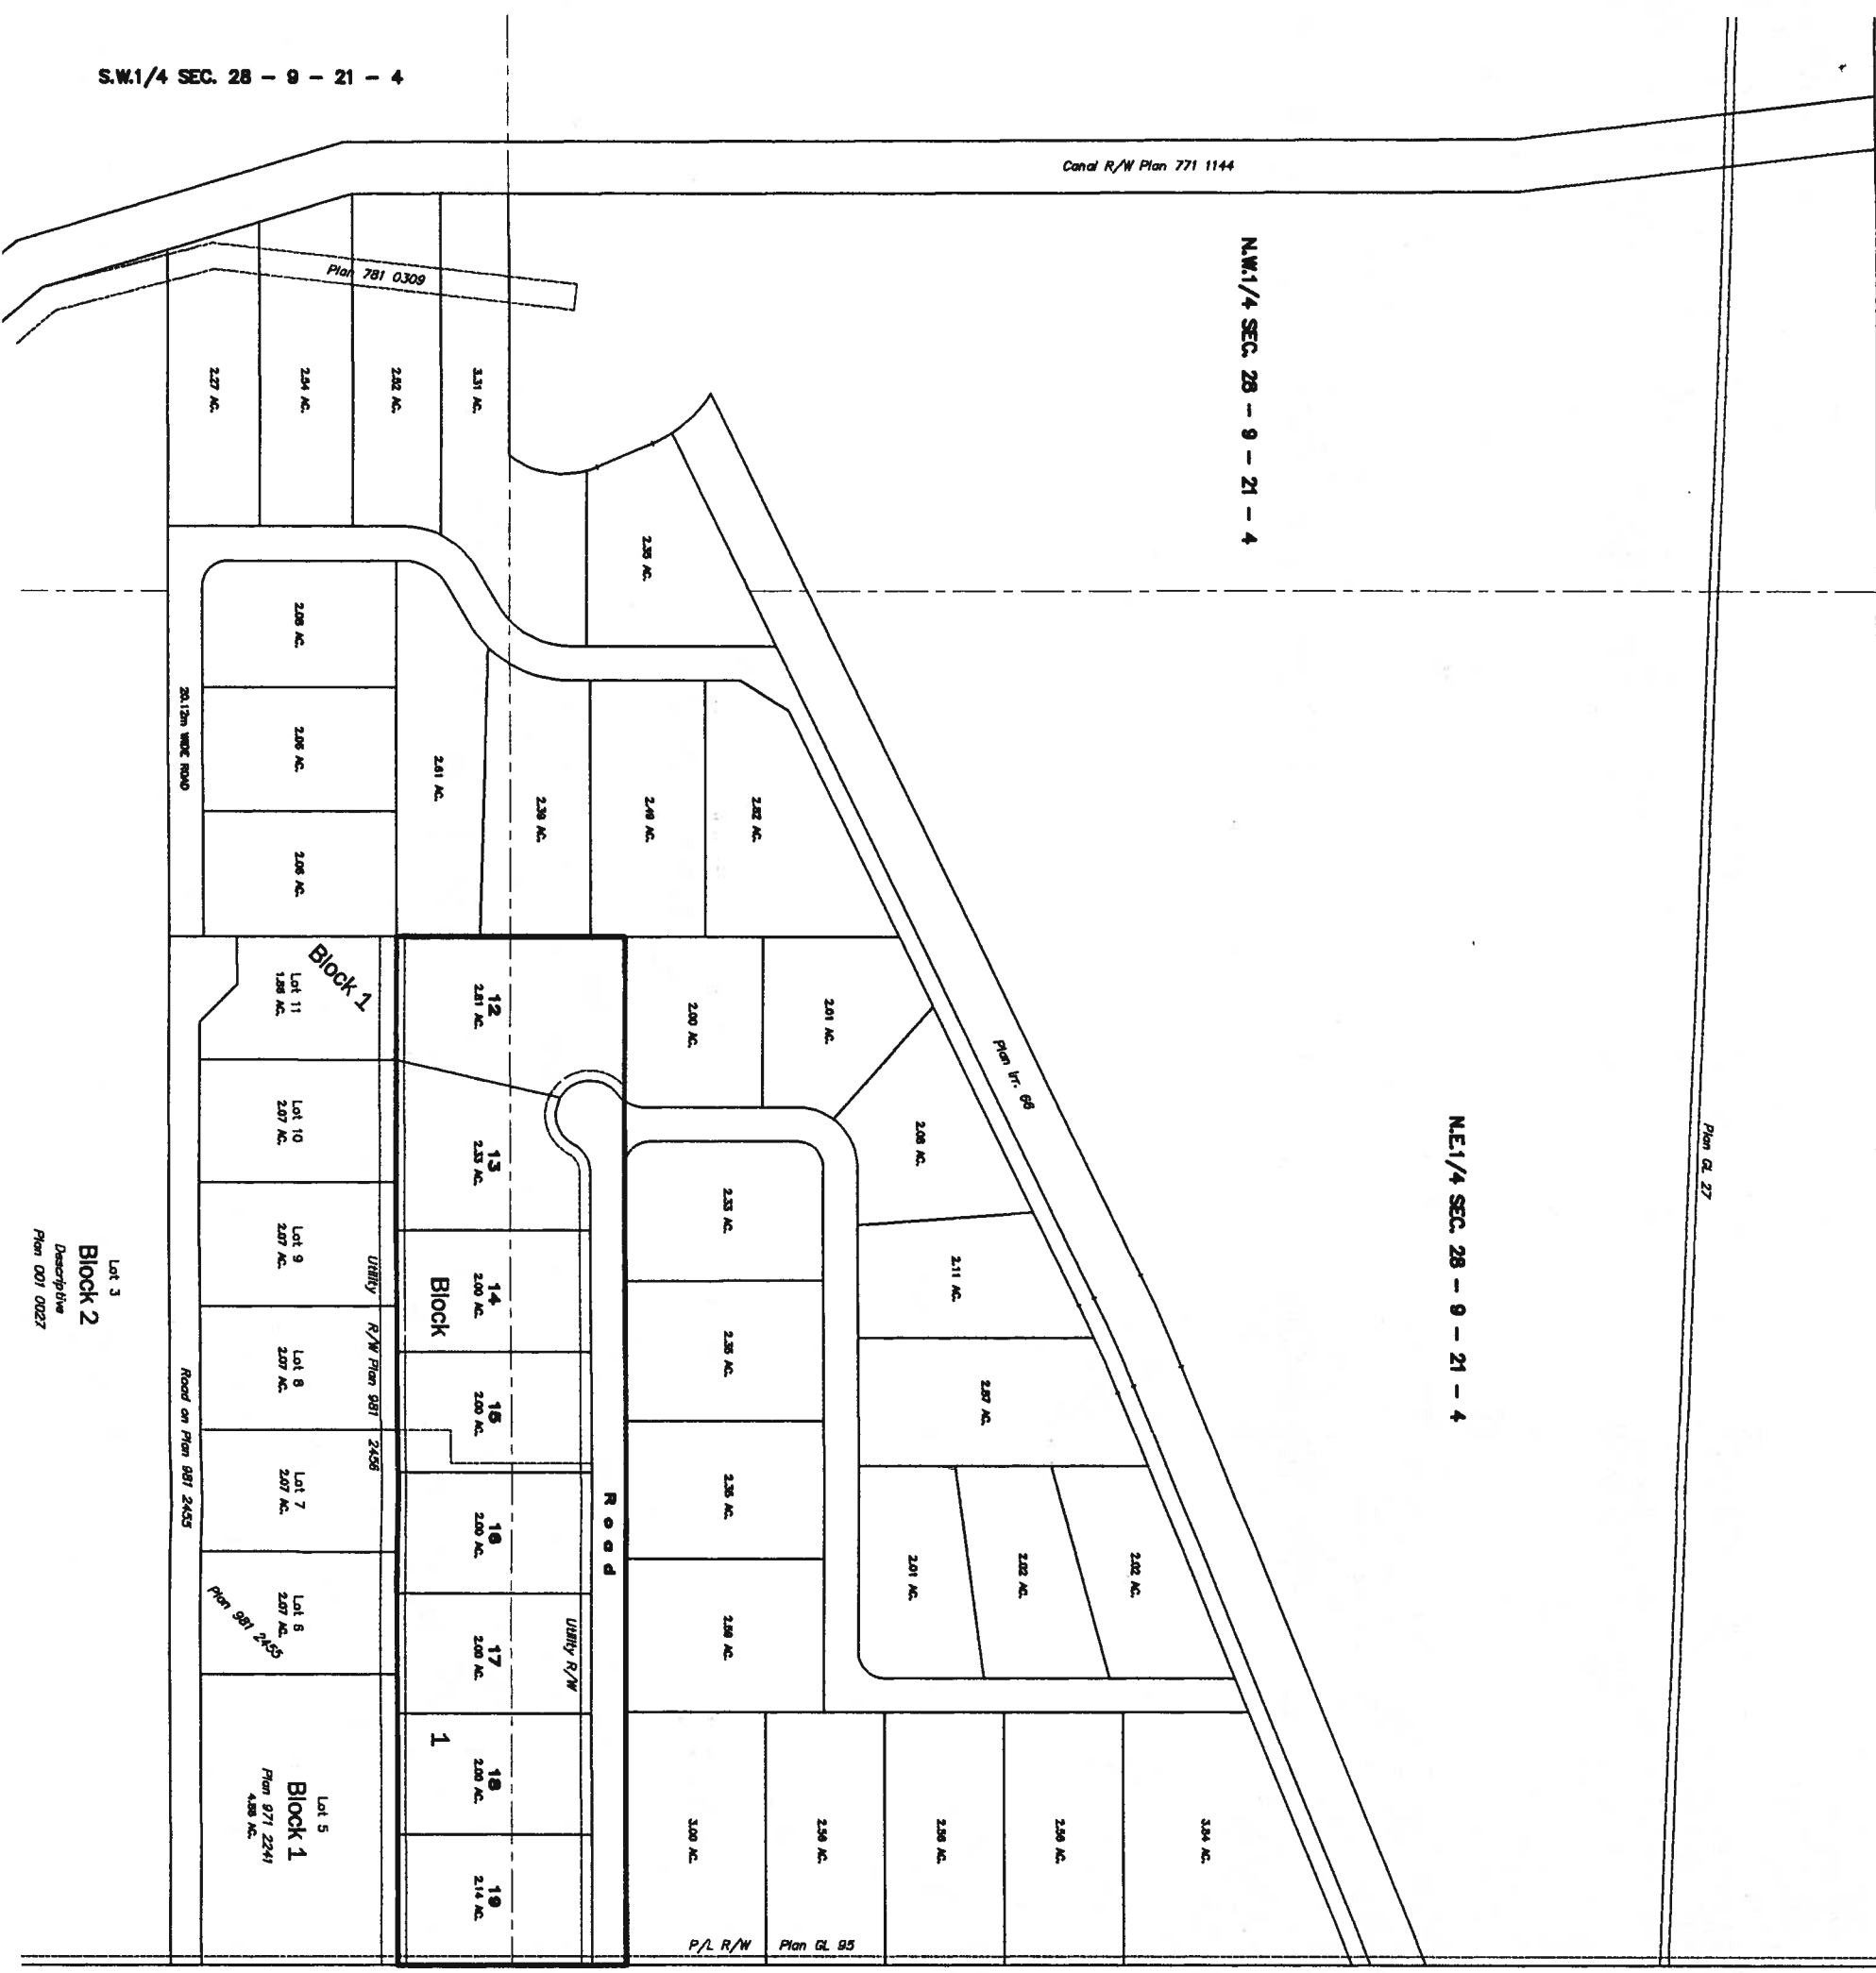 S.W.1/4 SEC. 28 - 9 - 21 - 4
Canal R/W Plan 771 1144
N.W.1/4 SEC. 28 - 9 - 21 - 4
Plan 781 0309
2.27 AC.
2.54 AC.
2.52 AC.
3.31 AC.
2.35 AC.
2.08 AC.
2.06 AC.
2.06 AC.
20.12m WIDE ROAD
2.61 AC.
2.39 AC.
2.49 AC.
2.82 AC.
Plan Irr. 66
N.E.1/4 SEC. 28 - 9 - 21 - 4
Plan GL 27
Block 1
Lot 11
1.86 AC.
Lot 10
2.07 AC.
Lot 9
2.07 AC.
Lot 8
2.07 AC.
Lot 7
2.07 AC.
Lot 6
2.07 AC.
Plan 981 2455
Lot 5
Block 1
Plan 971 2241
Utility R/W Plan 981 2456
Road on Plan 981 2455
Lot 3
Block 2
Descriptive
Plan 001 0027
12
2.81 AC.
13
2.33 AC.
14
2.00 AC.
15
2.00 AC.
16
2.00 AC.
17
2.00 AC.
18
2.00 AC.
19
2.14 AC.
Block
1
Road
Utility R/W
2.00 AC.
2.01 AC.
2.08 AC.
2.11 AC.
2.87 AC.
2.01 AC.
2.02 AC.
2.02 AC.
2.33 AC.
2.35 AC.
2.35 AC.
2.59 AC.
3.00 AC.
2.56 AC.
2.56 AC.
2.56 AC.
3.84 AC.
P/L R/W Plan GL 95